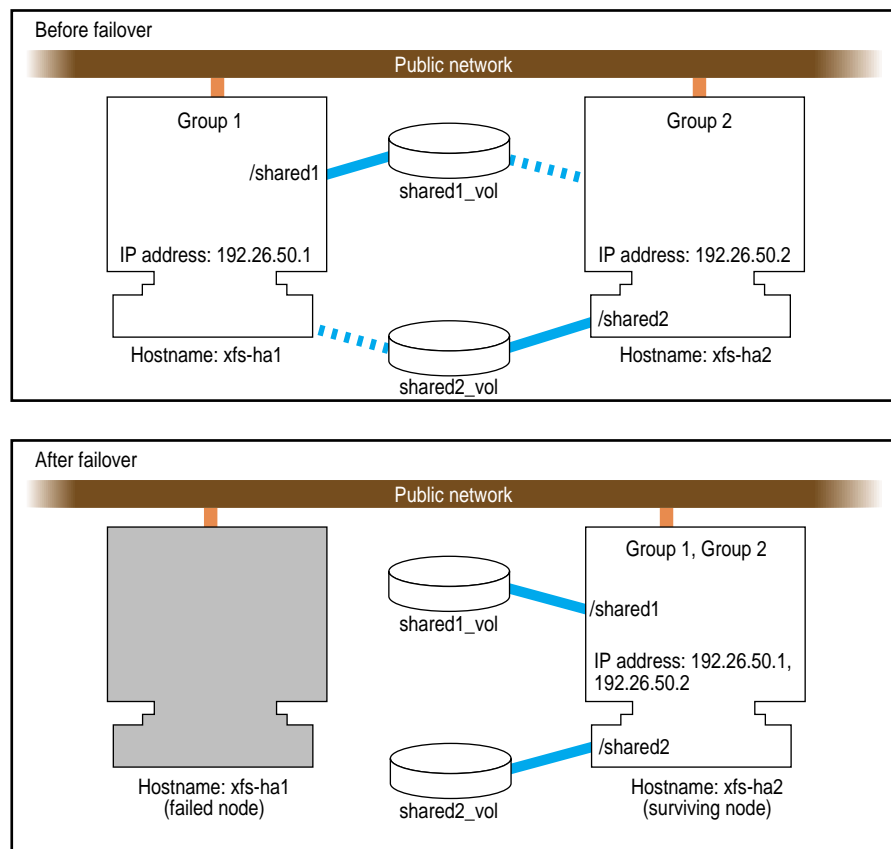 Before failover
Public network
Group 1
Group 2
/shared1
shared1_vol
IP address: 192.26.50.1
IP address: 192.26.50.2
/shared2
Hostname: xfs-ha1
Hostname: xfs-ha2
shared2_vol
After failover
Public network
Group 1, Group 2
/shared1
shared1_vol
IP address: 192.26.50.1,
192.26.50.2
/shared2
Hostname: xfs-ha1
(failed node)
shared2_vol
Hostname: xfs-ha2
(surviving node)